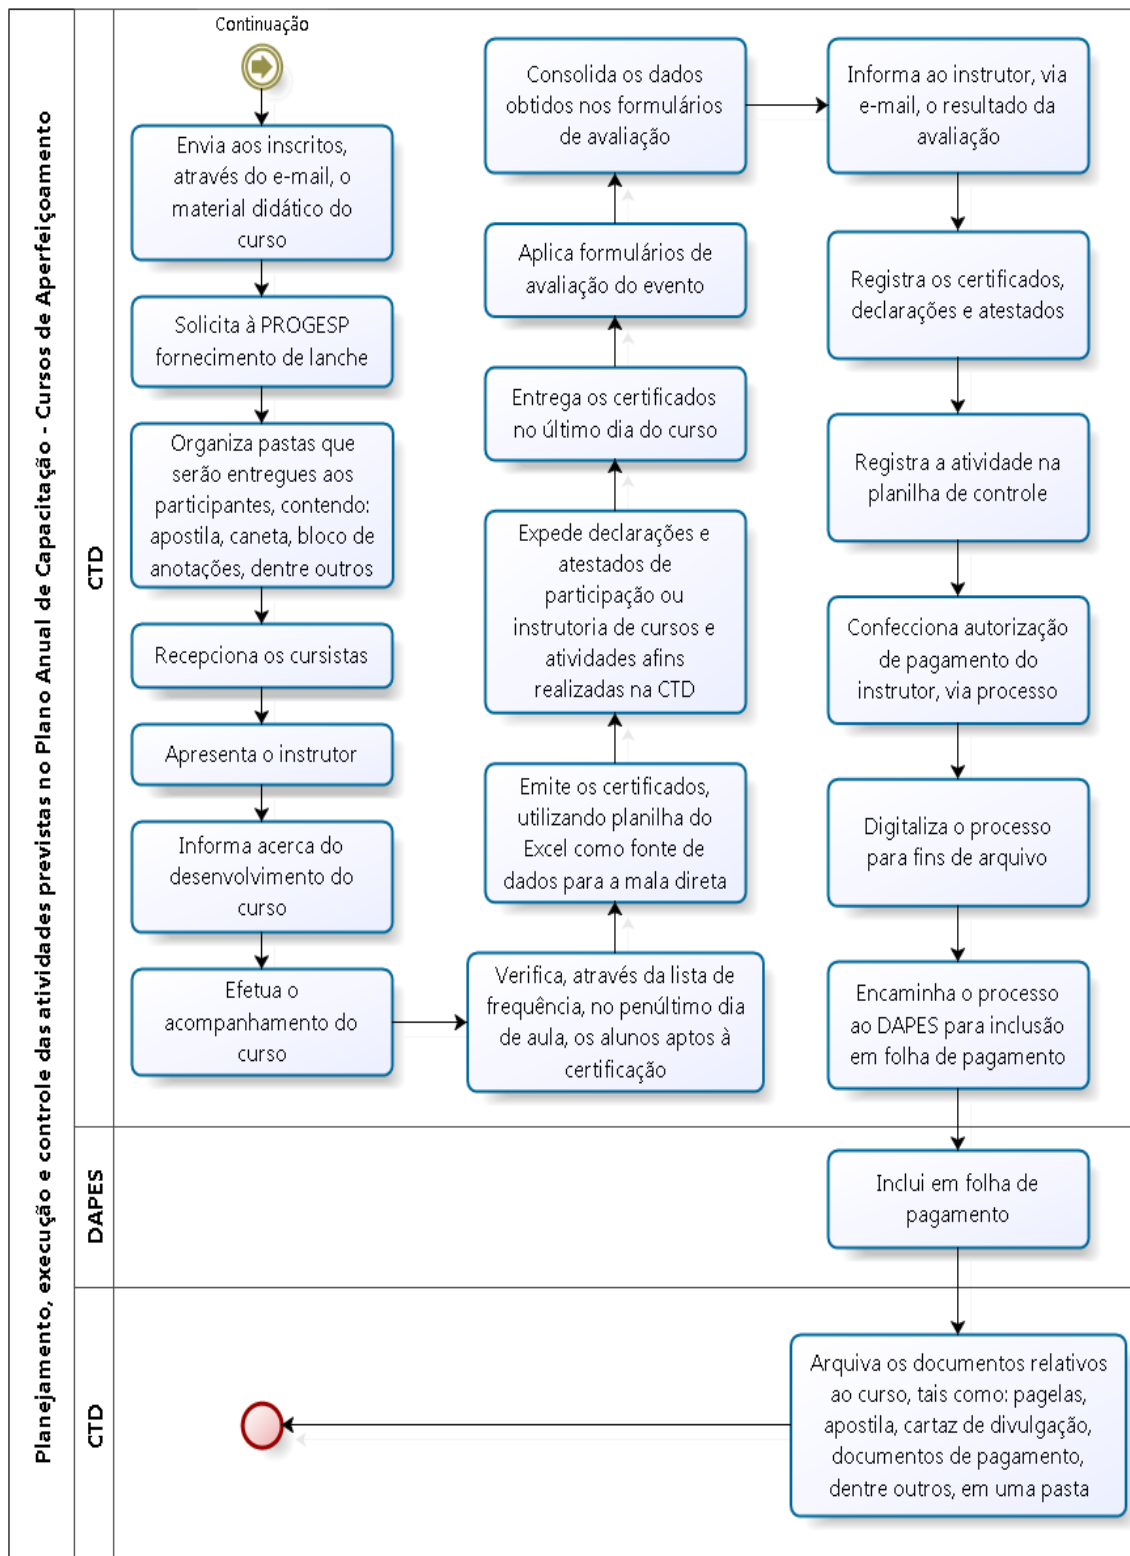 Planejamento, execução e controle das atividades previstas no Plano Anual de Capacitação - Cursos de Aperfeiçoamento
CTD
Continuação
Envia aos inscritos,
através do e-mail, o
material didático do
curso
Solicita à PROGESP
fornecimento de lanche
Organiza pastas que
serão entregues aos
participantes, contendo:
apostila, caneta, bloco de
anotações, dentre outros
Recepciona os cursistas
Apresenta o instrutor
Informa acerca do
desenvolvimento do
curso
Efetua o
acompanhamento do
curso
Verifica, através da lista de
frequência, no penúltimo dia
de aula, os alunos aptos à
certificação
Emite os certificados,
utilizando planilha do
Excel como fonte de
dados para a mala direta
Expede declarações e
atestados de
participação ou
instrutoria de cursos e
atividades afins
realizadas na CTD
Entrega os certificados
no último dia do curso
Aplica formulários de
avaliação do evento
Consolida os dados
obtidos nos formulários
de avaliação
Informa ao instrutor, via
e-mail, o resultado da
avaliação
Registra os certificados,
declarações e atestados
Registra a atividade na
planilha de controle
Confecciona autorização
de pagamento do
instrutor, via processo
Digitaliza o processo
para fins de arquivo
Encaminha o processo
ao DAPES para inclusão
em folha de pagamento
DAPES
Inclui em folha de
pagamento
CTD
Arquiva os documentos relativos
ao curso, tais como: pagelas,
apostila, cartaz de divulgação,
documentos de pagamento,
dentre outros, em uma pasta